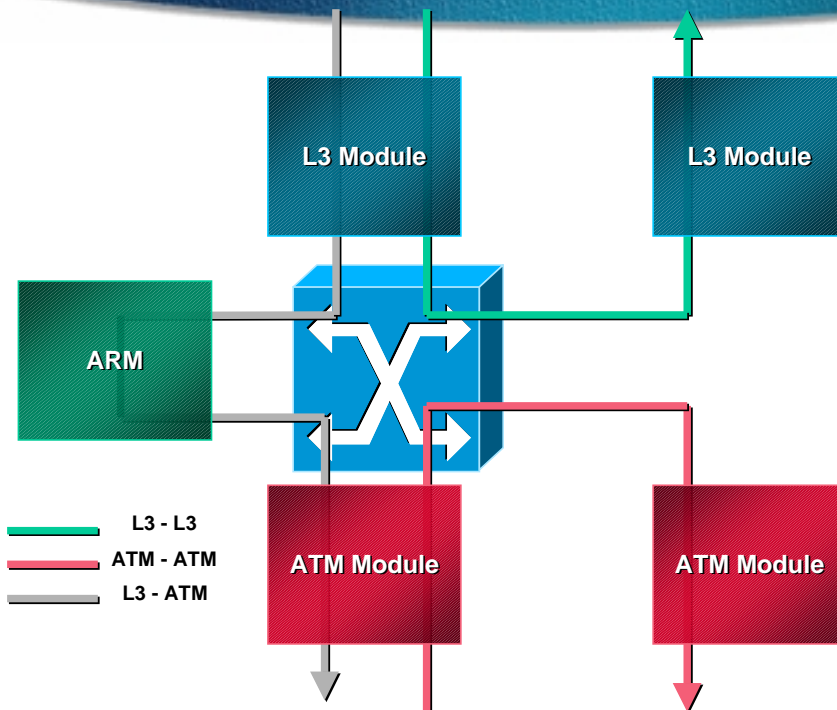 L3 Module
L3 Module
ARM
L3 - L3
ATM - ATM
L3 - ATM
ATM Module
ATM Module